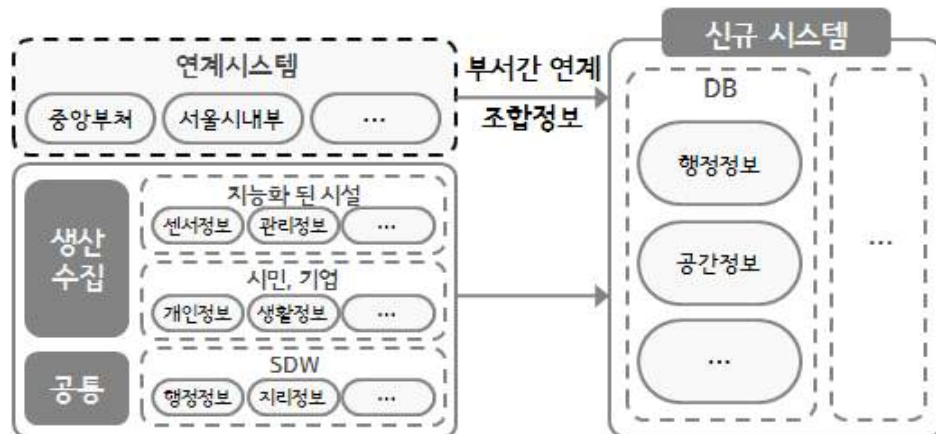 연계시스템
중앙부처
서울시내부
...
부서간 연계
조합정보
생산
수집
지능화 된 시설
센서정보
관리정보
...
시민, 기업
개인정보
생활정보
...
공통
SDW
행정정보
지리정보
...
신규 시스템
DB
행정정보
공간정보
...
...